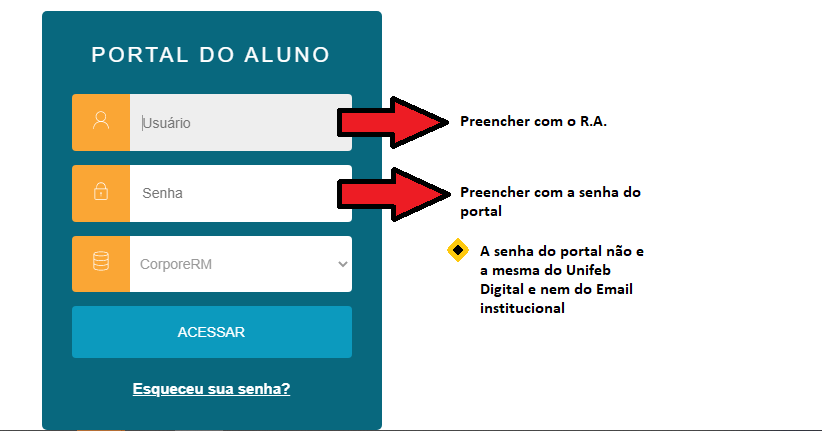 PORTAL DO ALUNO
Usuário
Preencher com o R.A.
Senha
Preencher com a senha do
portal
CorporeRM
A senha do portal não e
a mesma do Unifeb
Digital e nem do Email
institucional
ACESSAR
Esqueceu sua senha?